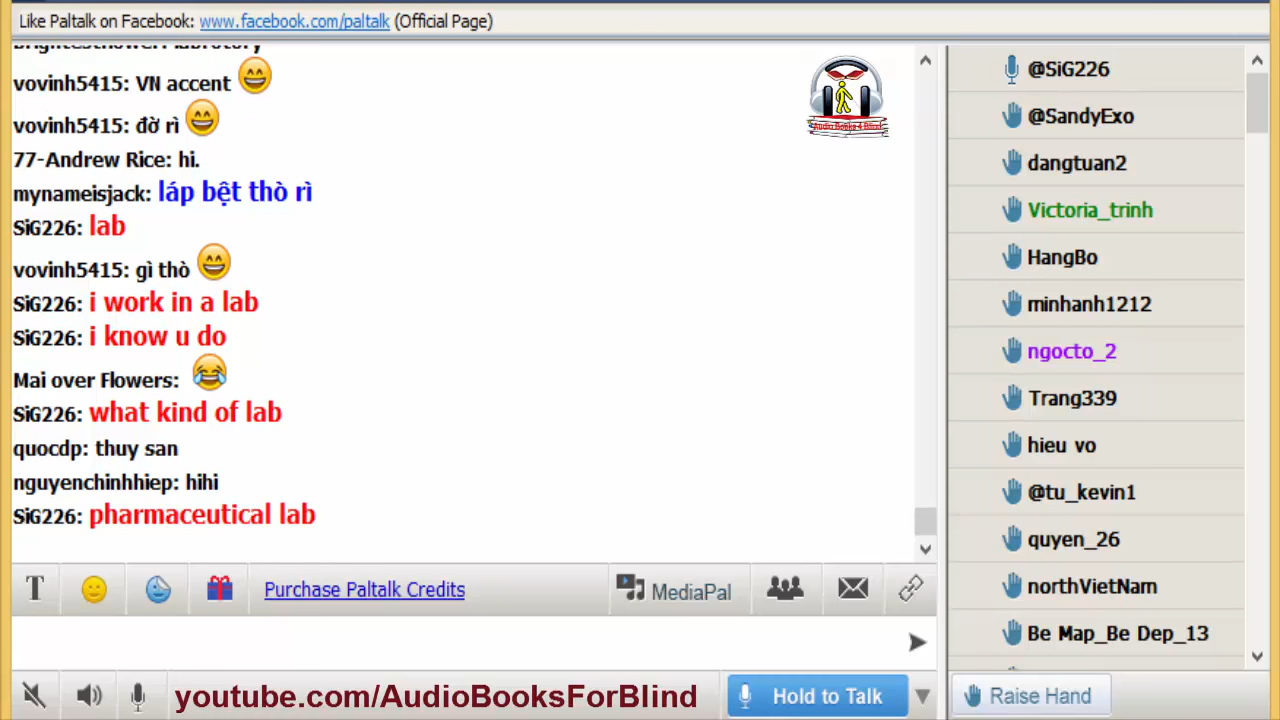 Like Paltalk on Facebook: www.facebook.com/paltalk (Official Page)
vovinh5415: VN accent
vovinh5415: đờ rì
77-Andrew Rice: hi.
mynameisjack: láp bệt thò rì
SiG226: lab
vovinh5415: gì thò
SiG226: i work in a lab
SiG226: i know u do
Mai over Flowers:
SiG226: what kind of lab
quocdp: thuy san
nguyenchinhhiep: hihi
SiG226: pharmaceutical lab
Audio Books 4 Blind
T
Purchase Paltalk Credits
MediaPal
youtube.com/AudioBooksForBlind
Hold to Talk
@SiG226
@SandyExo
dangtuan2
Victoria_trinh
HangBo
minhanh1212
ngocto_2
Trang339
hieu vo
@tu_kevin1
quyen_26
northVietNam
Be Map_Be Dep_13
Raise Hand